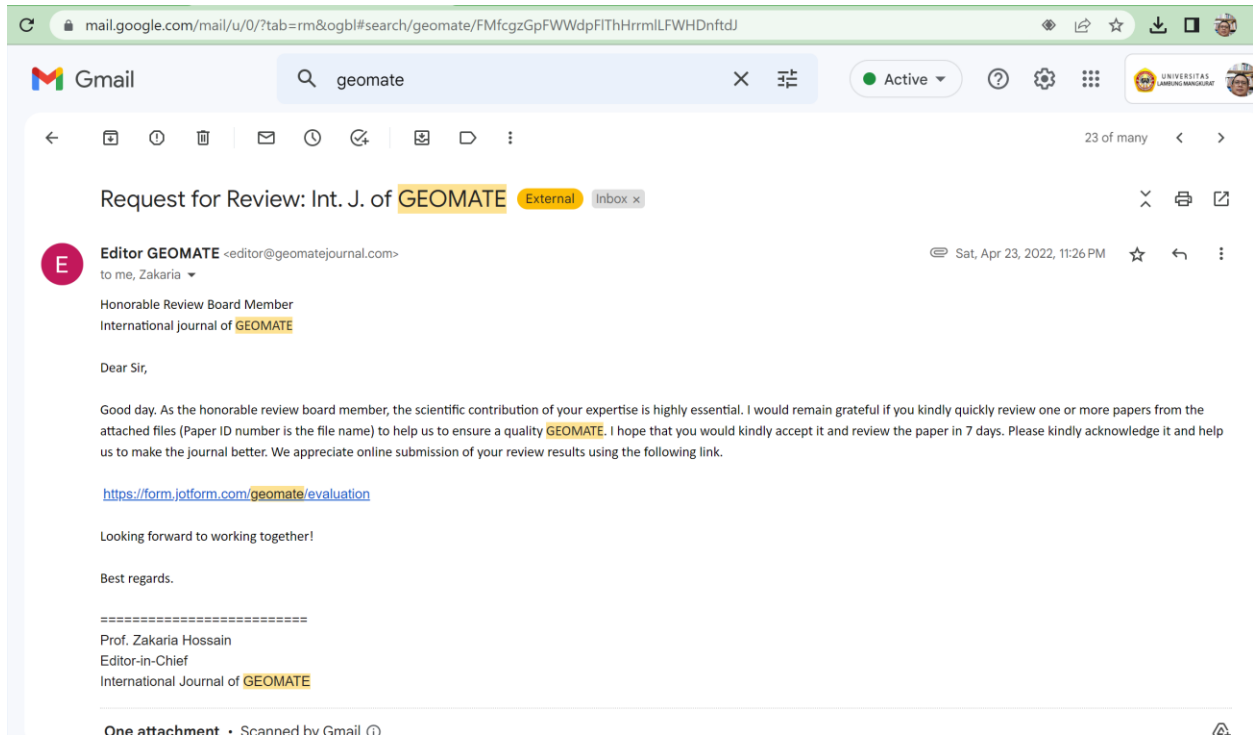 mail.google.com/mail/u/0/?tab=rm&ogbl#search/geomate/FMfcgzGpFWWdpFlThHrrmlLFWHDnftdJ
Gmail
geomate
Active
UNIVERSITAS
LAMBUNG MANGKURAT
23 of many
Request for Review: Int. J. of GEOMATE External Inbox ×
E
Editor GEOMATE <editor@geomatejournal.com>
Sat, Apr 23, 2022, 11:26 PM
to me, Zakaria
Honorable Review Board Member
International journal of GEOMATE
Dear Sir,
Good day. As the honorable review board member, the scientific contribution of your expertise is highly essential. I would remain grateful if you kindly quickly review one or more papers from the
attached files (Paper ID number is the file name) to help us to ensure a quality GEOMATE. I hope that you would kindly accept it and review the paper in 7 days. Please kindly acknowledge it and help
us to make the journal better. We appreciate online submission of your review results using the following link.
https://form.jotform.com/geomate/evaluation
Looking forward to working together!
Best regards.
==========================
Prof. Zakaria Hossain
Editor-in-Chief
International Journal of GEOMATE
One attachment • Scanned by Gmail